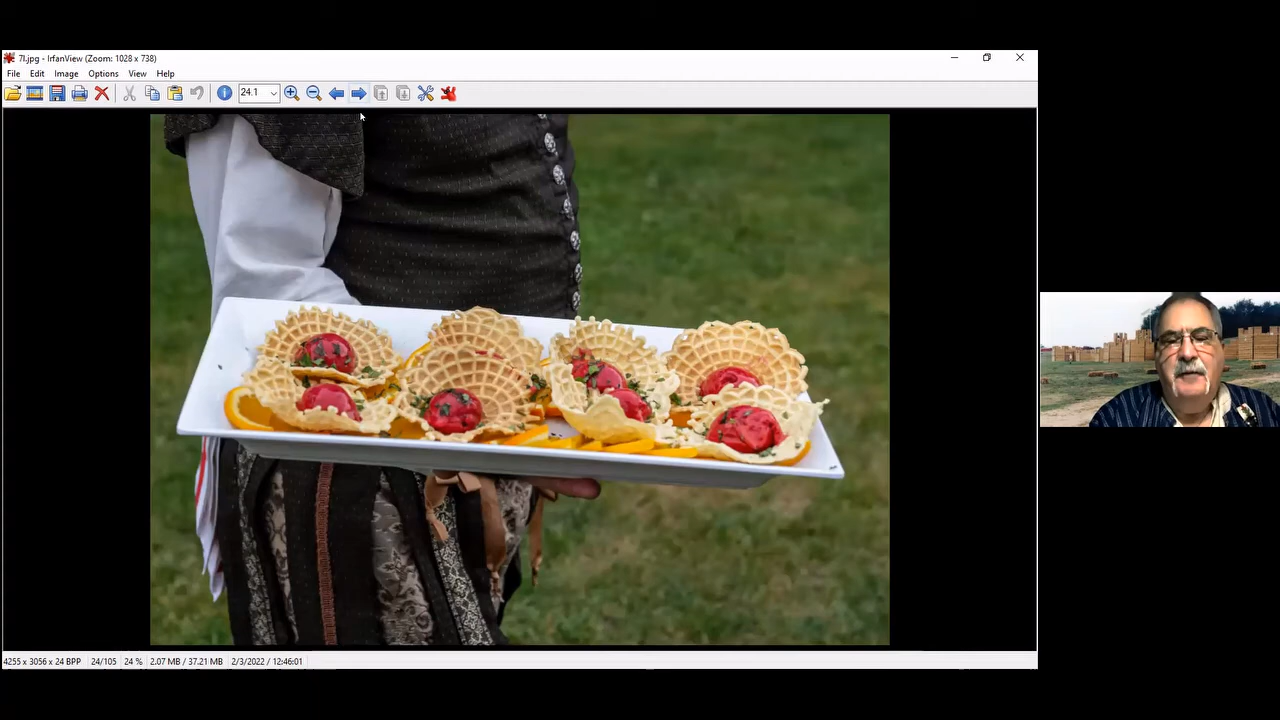 7l.jpg - IrfanView (Zoom: 1028 x 738)
File Edit Image Options View Help
24.1
4255 x 3056 x 24 BPP 24/105 24 % 2.07 MB / 37.21 MB 2/3/2022 / 12:46:01